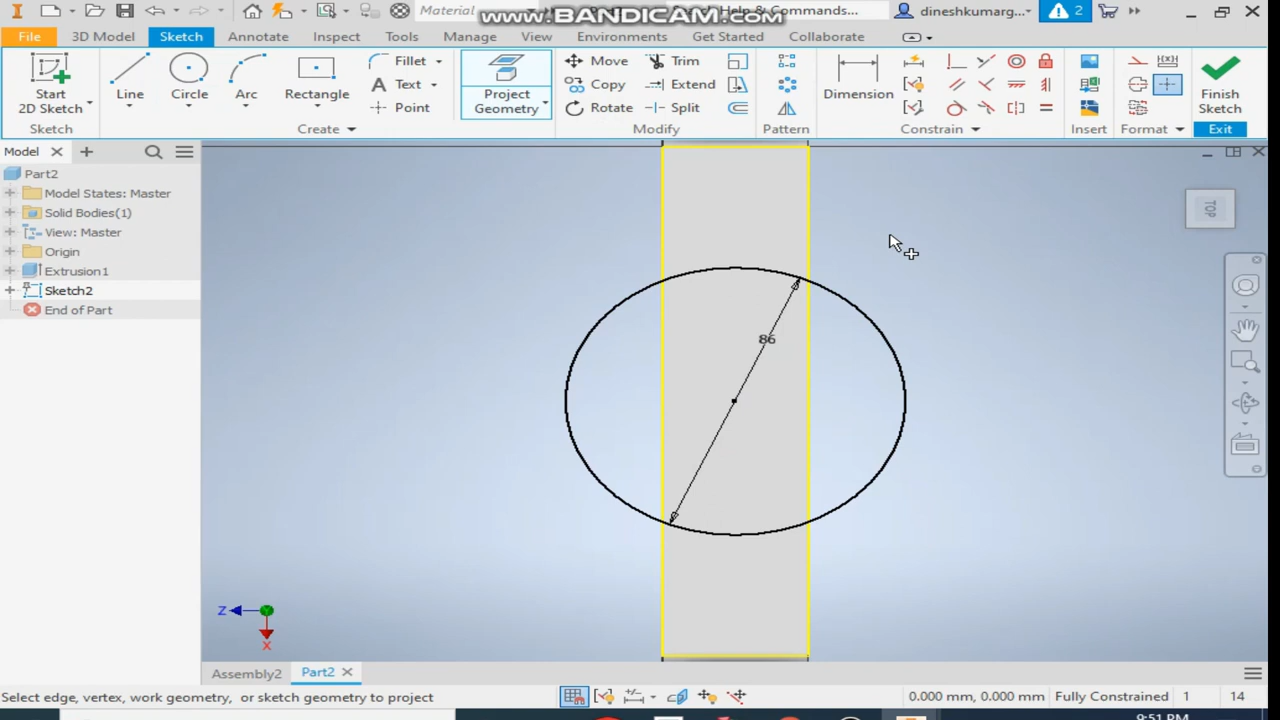 Material
www.BANDICAM.com
Help & Commands...
dineshkumarg...
2
File
3D Model
Sketch
Annotate
Inspect
Tools
Manage
View
Environments
Get Started
Collaborate
Start
2D Sketch
Line
Circle
Arc
Rectangle
Fillet
Text
Point
Project
Geometry
Move
Copy
Rotate
Trim
Extend
Split
Dimension
Finish
Sketch
Sketch
Create
Modify
Pattern
Constrain
Insert
Format
Exit
Model
Part2
Model States: Master
Solid Bodies(1)
View: Master
Origin
Extrusion1
Sketch2
End of Part
TOP
86
Z
X
Assembly2
Part2
Select edge, vertex, work geometry, or sketch geometry to project
0.000 mm, 0.000 mm
Fully Constrained
1
14
9:51 PM